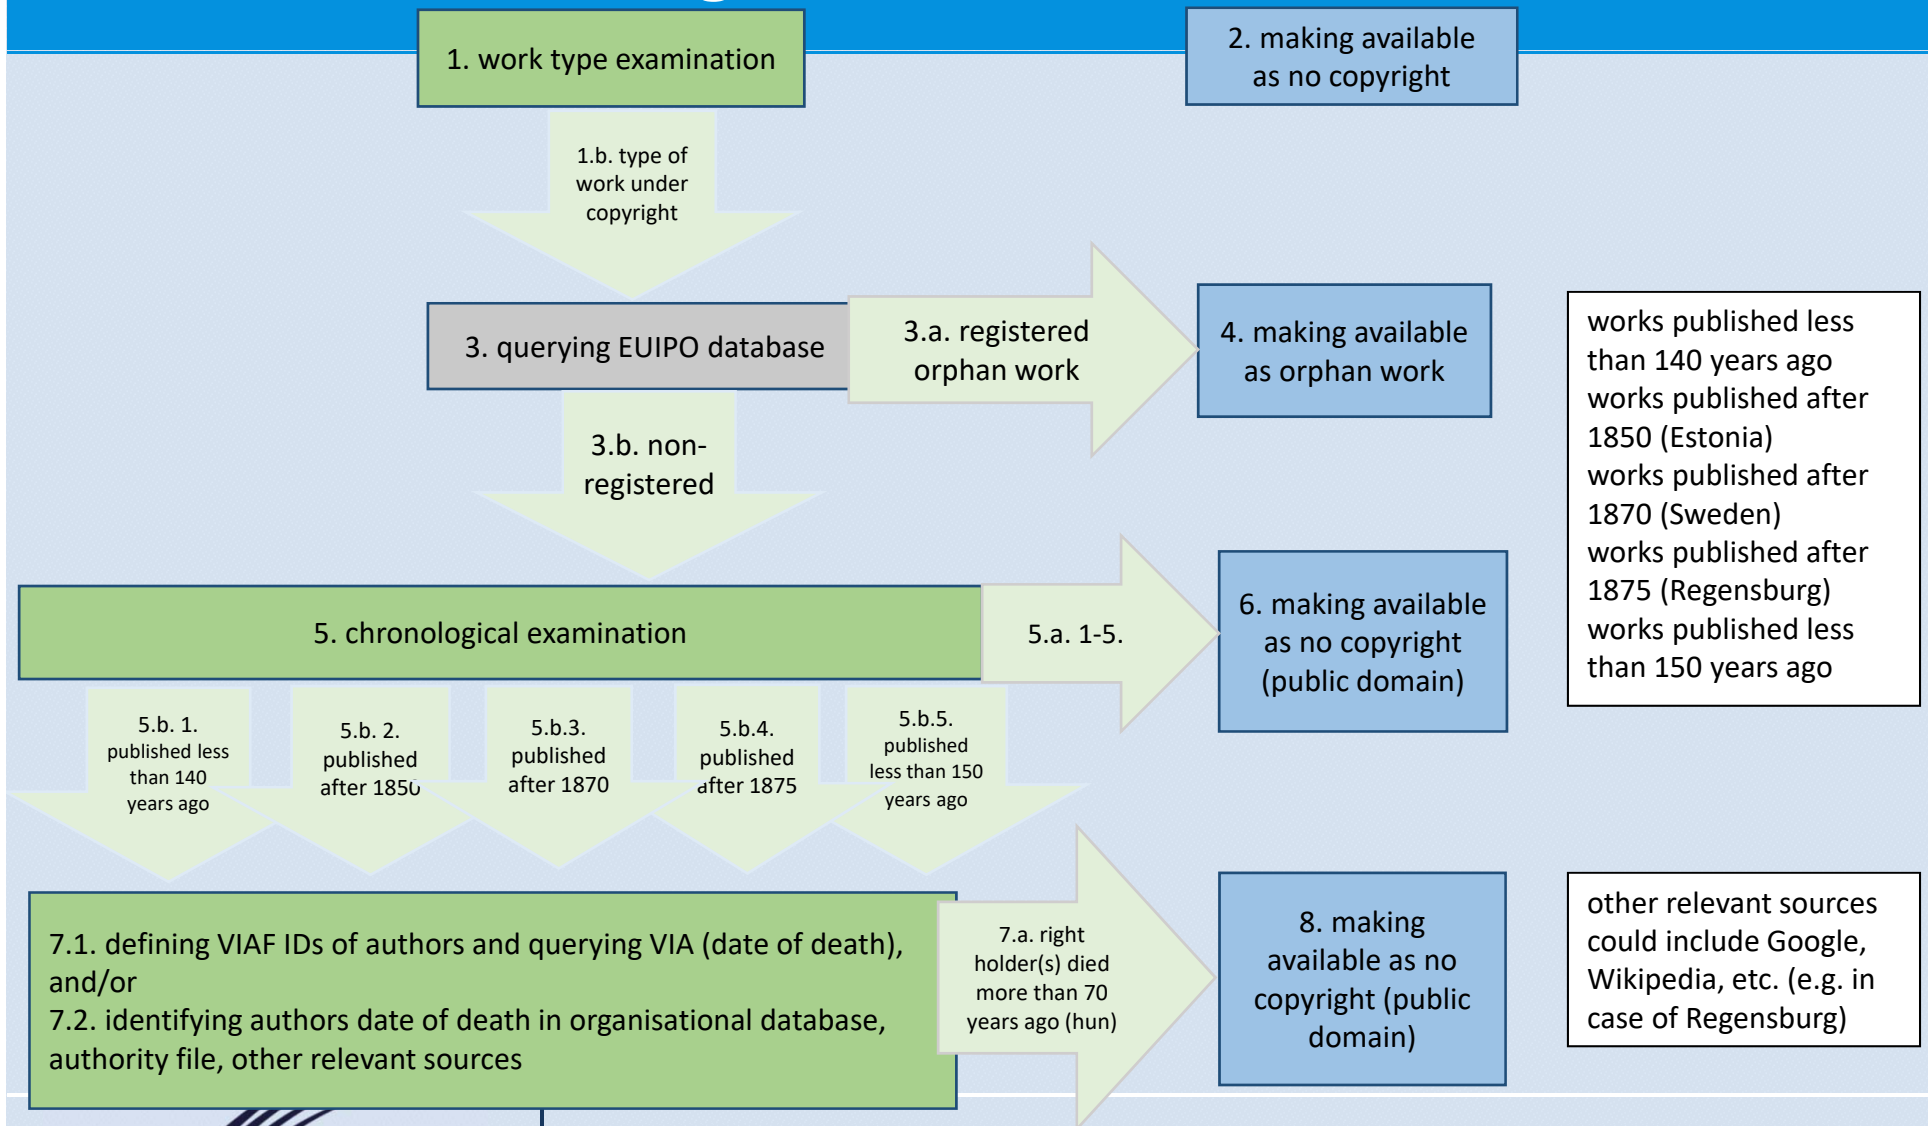 1. work type examination
2. making available
as no copyright
1.b. type of
work under
copyright
3. querying EUIPO database
3.a. registered
orphan work
4. making available
as orphan work
works published less
than 140 years ago
works published after
1850 (Estonia)
works published after
1870 (Sweden)
works published after
1875 (Regensburg)
works published less
than 150 years ago
3.b. non-
registered
5. chronological examination
5.a. 1-5.
6. making available
as no copyright
(public domain)
5.b. 1.
published less
than 140
years ago
5.b. 2.
published
after 1850
5.b.3.
published
after 1870
5.b.4.
published
after 1875
5.b.5.
published
less than 150
years ago
7.1. defining VIAF IDs of authors and querying VIA (date of death),
and/or
7.2. identifying authors date of death in organisational database,
authority file, other relevant sources
7.a. right
holder(s) died
more than 70
years ago (hun)
8. making
available as no
copyright (public
domain)
other relevant sources
could include Google,
Wikipedia, etc. (e.g. in
case of Regensburg)